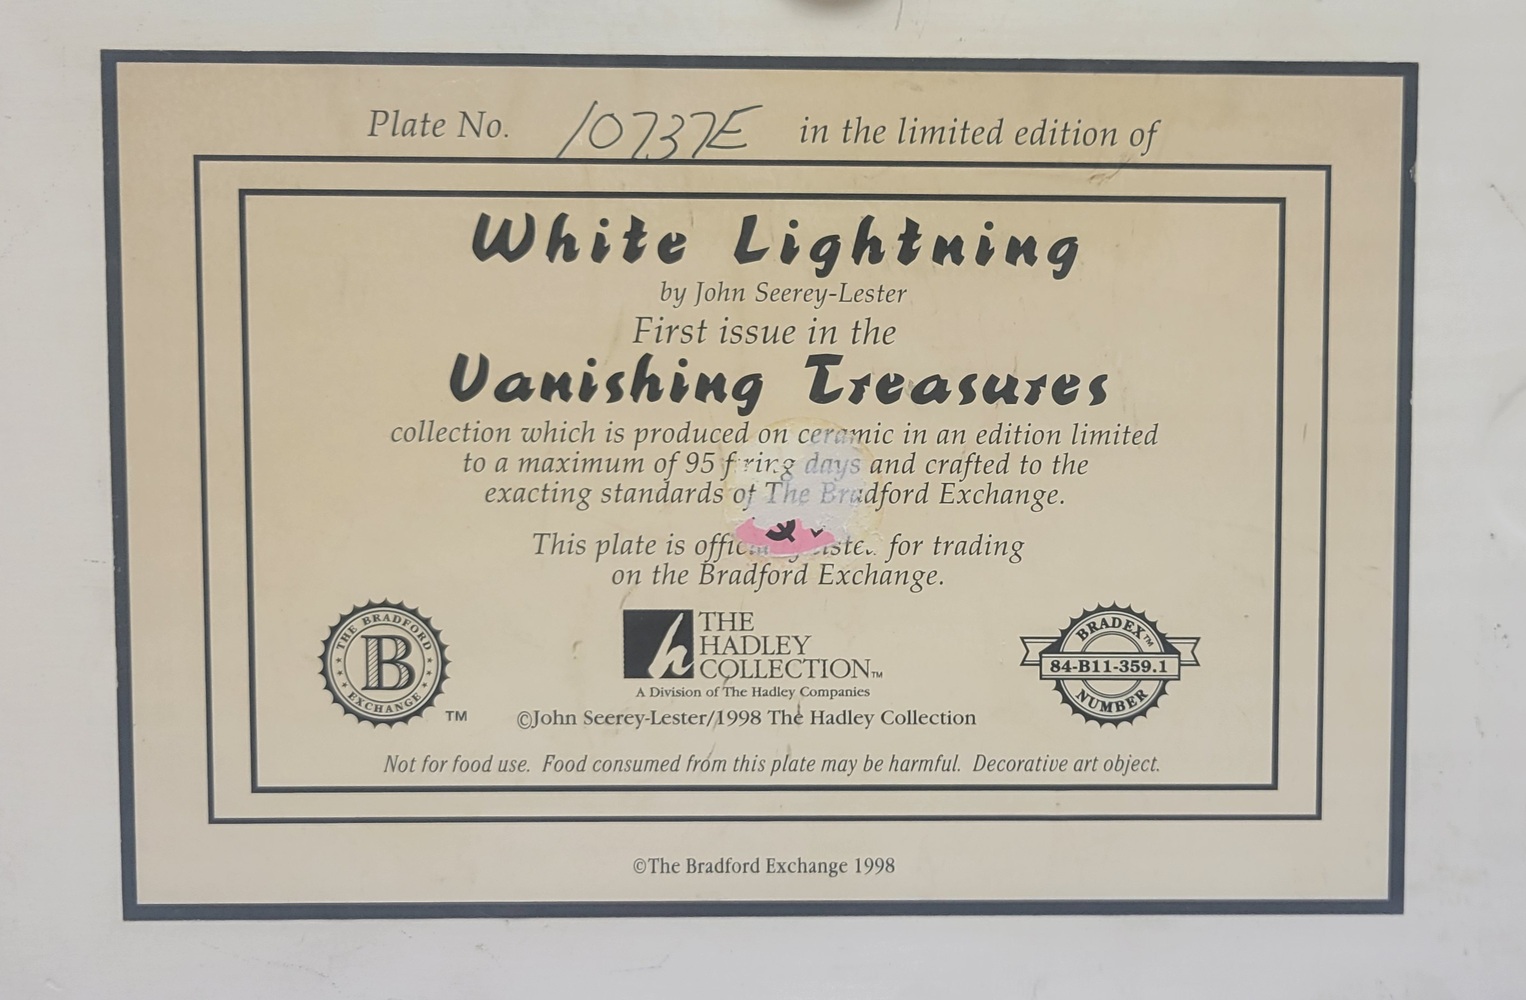 Plate No. 10737E in the limited edition of
White Lightning
by John Seerey-Lester
First issue in the
Vanishing Treasures
collection which is produced on ceramic in an edition limited
to a maximum of 95 firing days and crafted to the
exacting standards of The Bradford Exchange.
This plate is for trading
on the Bradford Exchange.
THE BRADFORD
B
EXCHANGE
TM
h THE
HADLEY
COLLECTION™
A Division of The Hadley Companies
©John Seerey-Lester/1998 The Hadley Collection
BRADEX™
84-B11-359.1
NUMBER
Not for food use. Food consumed from this plate may be harmful. Decorative art object.
©The Bradford Exchange 1998